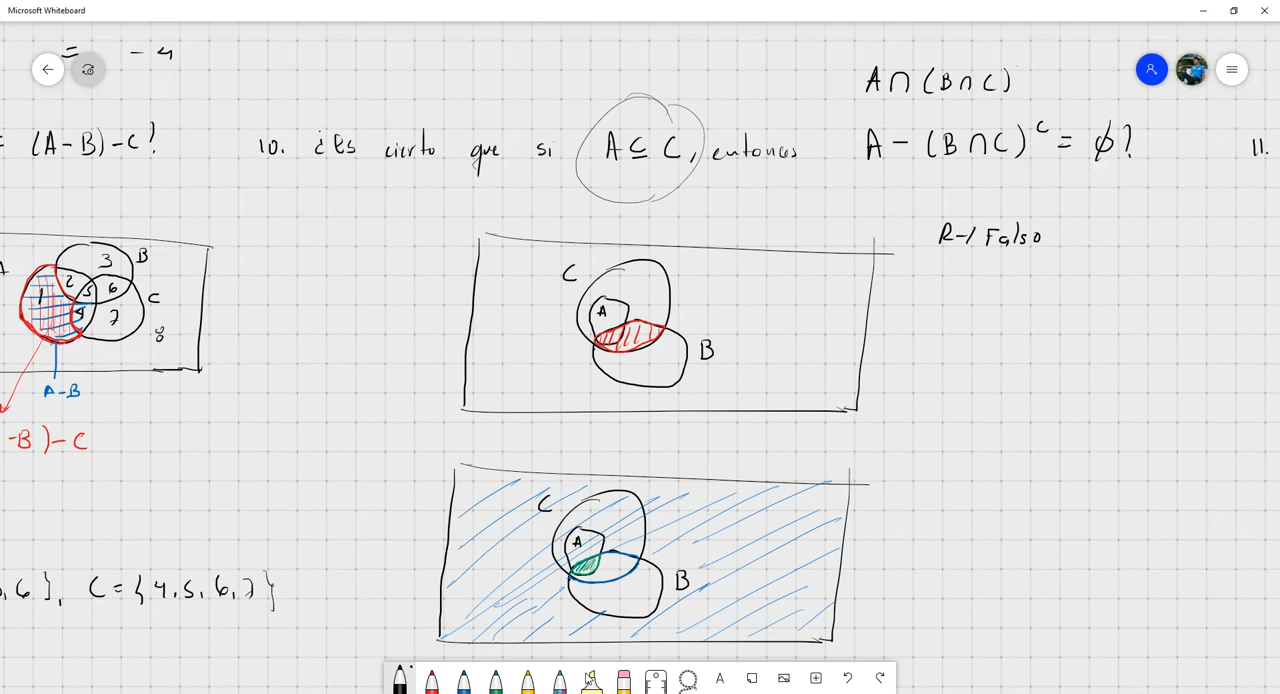 Microsoft Whiteboard
= - 4
A ∩ (B ∩ C)
= (A-B)-C?
10. ¿Es cierto que si A ⊆ C, entonces A - (B ∩ C)ᶜ = ϕ?
11.
R-/ Falso
A
B
C
1
2
3
4
5
6
7
8
A-B
-B)-C
C
A
B
C
A
B
, 6 }, C = { 4, 5, 6, 7 }
A